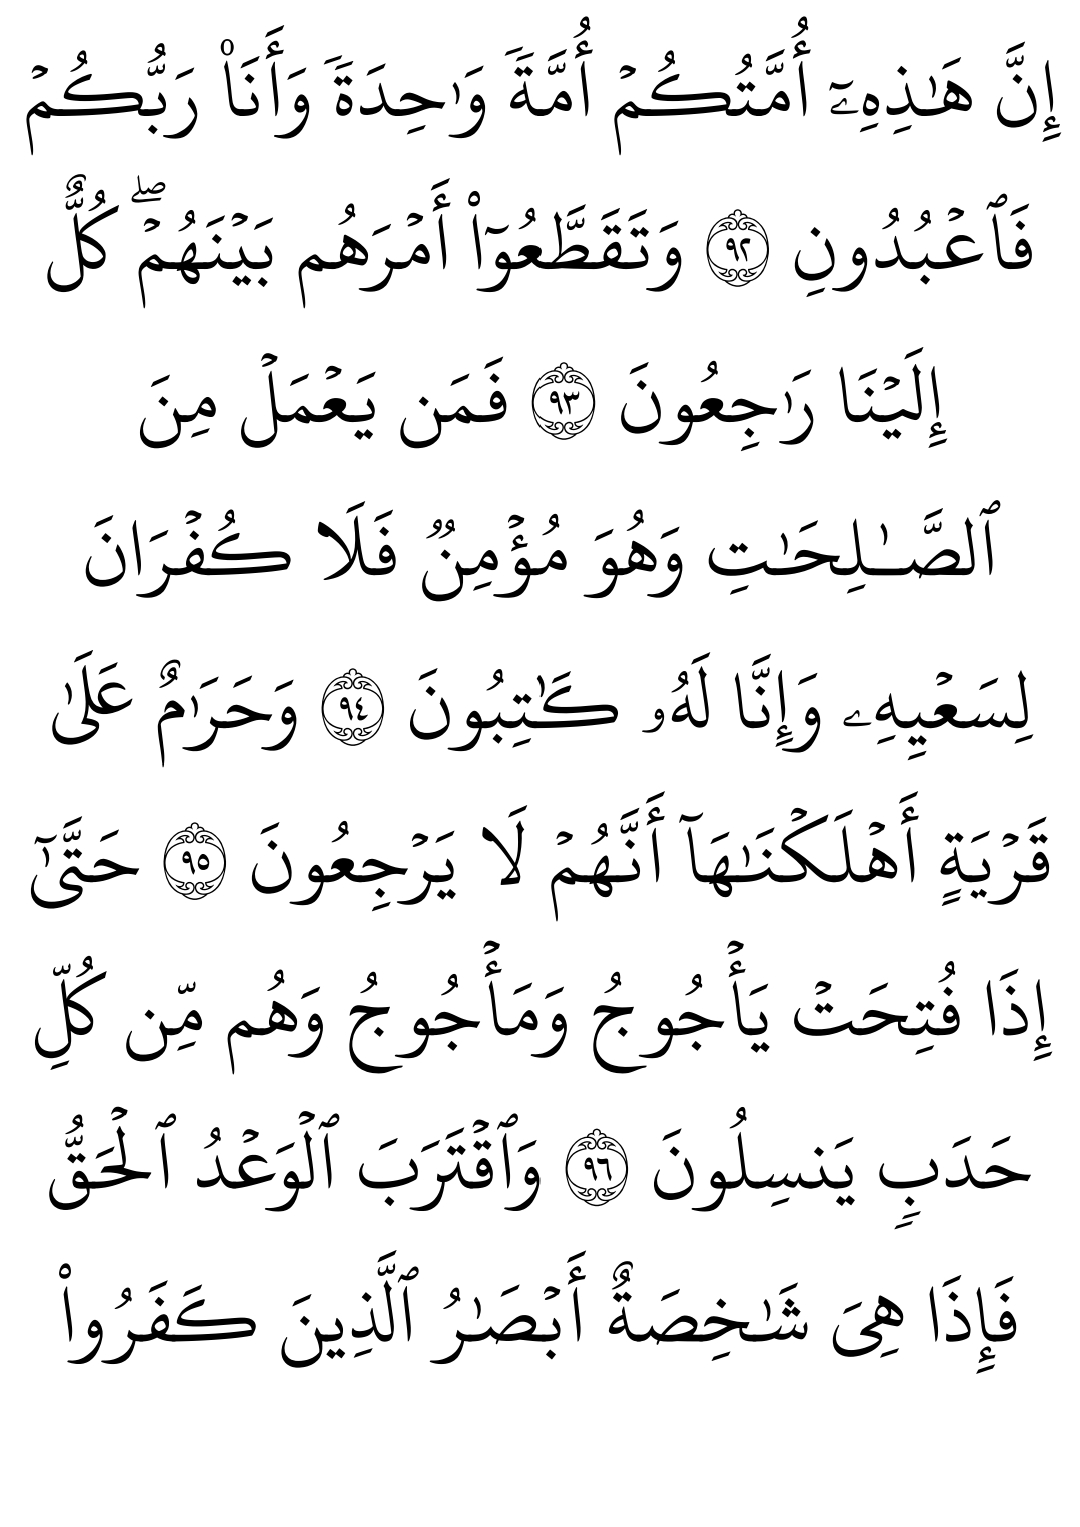 إِنَّ هَـٰذِهِۦٓ أُمَّتُكُمۡ أُمَّةٗ وَٰحِدَةٗ وَأَنَا۠ رَبُّكُمۡ
فَٱعۡبُدُونِ ٩٢ وَتَقَطَّعُوٓاْ أَمۡرَهُم بَيۡنَهُمۡۖ كُلٌّ
إِلَيۡنَا رَٰجِعُونَ ٩٣ فَمَن يَعۡمَلۡ مِنَ
ٱلصَّـٰلِحَٰتِ وَهُوَ مُؤۡمِنٞ فَلَا كُفۡرَانَ
لِسَعۡيِهِۦ وَإِنَّا لَهُۥ كَٰتِبُونَ ٩٤ وَحَرَٰمٌ عَلَىٰ
قَرۡيَةٍ أَهۡلَكۡنَٰهَآ أَنَّهُمۡ لَا يَرۡجِعُونَ ٩٥ حَتَّىٰٓ
إِذَا فُتِحَتۡ يَأۡجُوجُ وَمَأۡجُوجُ وَهُم مِّن كُلِّ
حَدَبٖ يَنسِلُونَ ٩٦ وَٱقۡتَرَبَ ٱلۡوَعۡدُ ٱلۡحَقُّ
فَإِذَا هِيَ شَٰخِصَةٌ أَبۡصَٰرُ ٱلَّذِينَ كَفَرُواْ